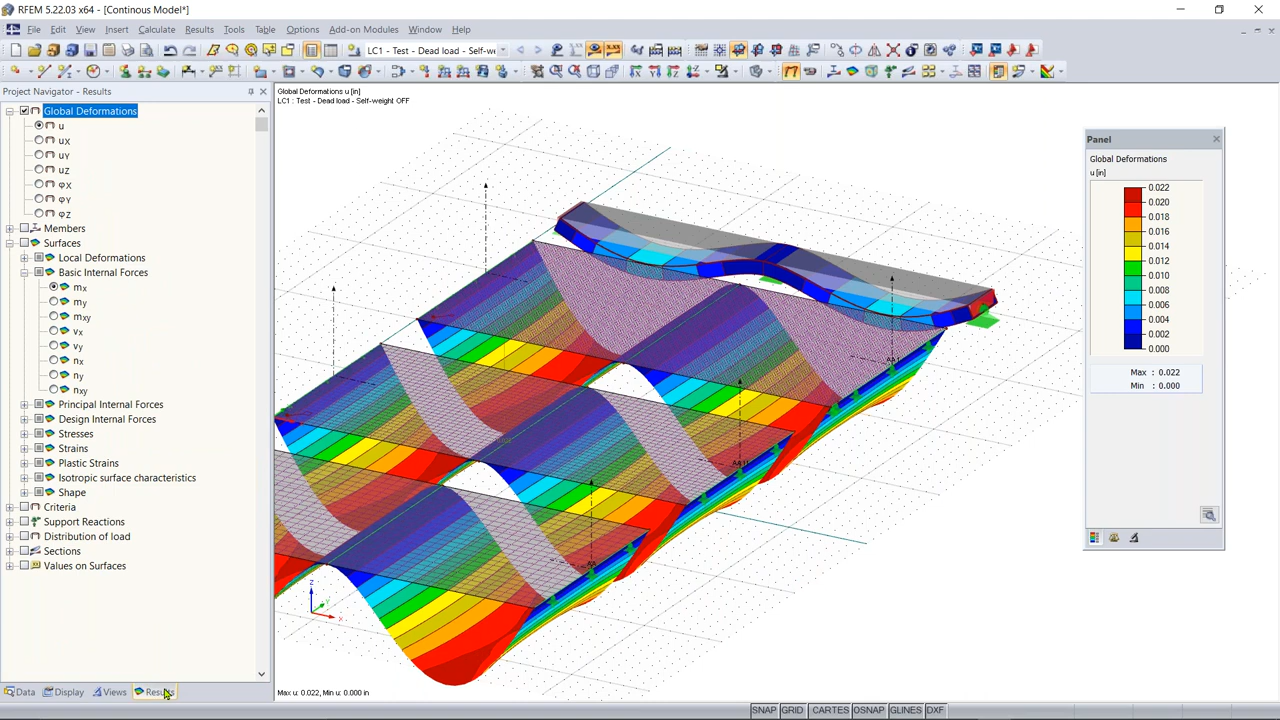 RFEM 5.22.03 x64 - [Continous Model*]
File Edit View Insert Calculate Results Tools Table Options Add-on Modules Window Help
LC1 - Test - Dead load - Self-we
Project Navigator - Results
Global Deformations
u
uX
uY
uZ
φX
φY
φZ
Members
Surfaces
Local Deformations
Basic Internal Forces
mx
my
mxy
vx
vy
nx
ny
nxy
Principal Internal Forces
Design Internal Forces
Stresses
Strains
Plastic Strains
Isotropic surface characteristics
Shape
Criteria
Support Reactions
Distribution of load
Sections
Values on Surfaces
Data Display Views Results
Global Deformations u [in]
LC1 : Test - Dead load - Self-weight OFF
Z
Y
X
Max u: 0.022, Min u: 0.000 in
Panel
Global Deformations
u [in]
0.022
0.020
0.018
0.016
0.014
0.012
0.010
0.008
0.006
0.004
0.002
0.000
Max : 0.022
Min : 0.000
SNAP GRID CARTES OSNAP GLINES DXF